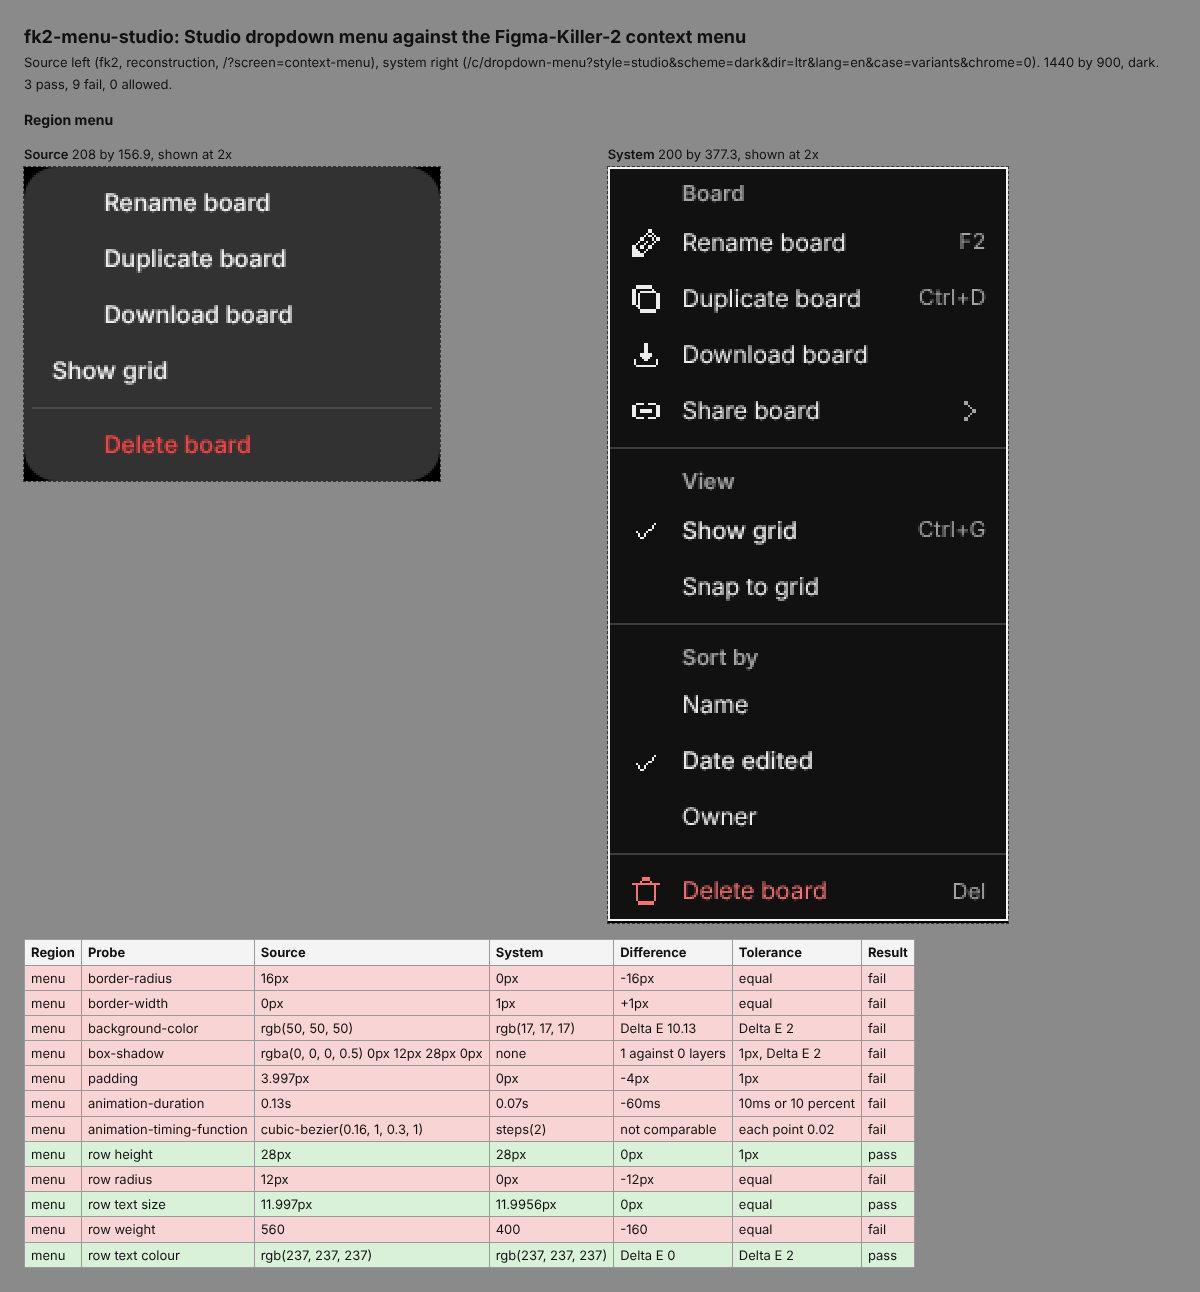 fk2-menu-studio: Studio dropdown menu against the Figma-Killer-2 context menu
Source left (fk2, reconstruction, /?screen=context-menu), system right (/c/dropdown-menu?style=studio&scheme=dark&dir=ltr&lang=en&case=variants&chrome=0). 1440 by 900, dark.
3 pass, 9 fail, 0 allowed.
Region menu
Source 208 by 156.9, shown at 2x
Rename board
Duplicate board
Download board
Show grid
Delete board
System 200 by 377.3, shown at 2x
Board
Rename board F2
Duplicate board Ctrl+D
Download board
Share board
View
Show grid Ctrl+G
Snap to grid
Sort by
Name
Date edited
Owner
Delete board Del
Region Probe Source System Difference Tolerance Result
menu border-radius 16px 0px -16px equal fail
menu border-width 0px 1px +1px equal fail
menu background-color rgb(50, 50, 50) rgb(17, 17, 17) Delta E 10.13 Delta E 2 fail
menu box-shadow rgba(0, 0, 0, 0.5) 0px 12px 28px 0px none 1 against 0 layers 1px, Delta E 2 fail
menu padding 3.997px 0px -4px 1px fail
menu animation-duration 0.13s 0.07s -60ms 10ms or 10 percent fail
menu animation-timing-function cubic-bezier(0.16, 1, 0.3, 1) steps(2) not comparable each point 0.02 fail
menu row height 28px 28px 0px 1px pass
menu row radius 12px 0px -12px equal fail
menu row text size 11.997px 11.9956px 0px equal pass
menu row weight 560 400 -160 equal fail
menu row text colour rgb(237, 237, 237) rgb(237, 237, 237) Delta E 0 Delta E 2 pass